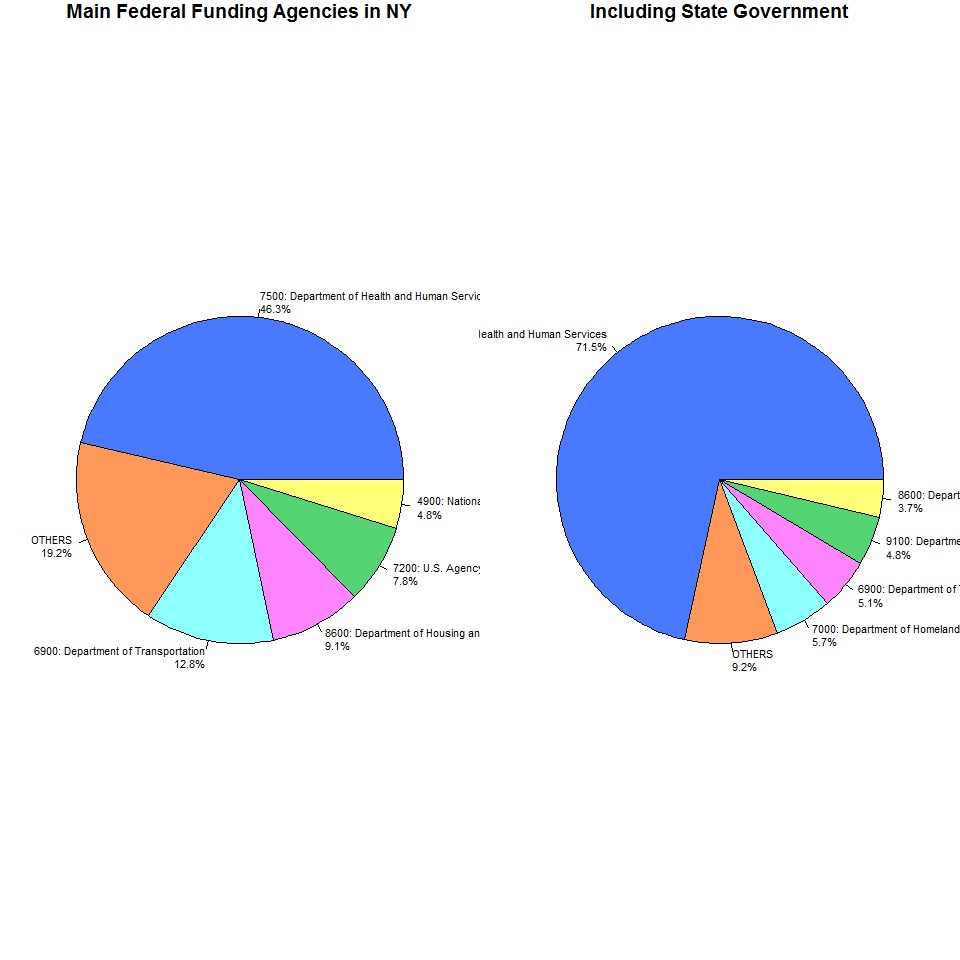 Main Federal Funding Agencies in NY
7500: Department of Health and Human Servic
46.3%
4900: Nationa
4.8%
OTHERS
19.2%
7200: U.S. Agency
7.8%
8600: Department of Housing an
9.1%
6900: Department of Transportation
12.8%
Including State Government
lealth and Human Services
71.5%
8600: Depart
3.7%
9100: Departme
4.8%
6900: Department of T
5.1%
7000: Department of Homeland
5.7%
OTHERS
9.2%